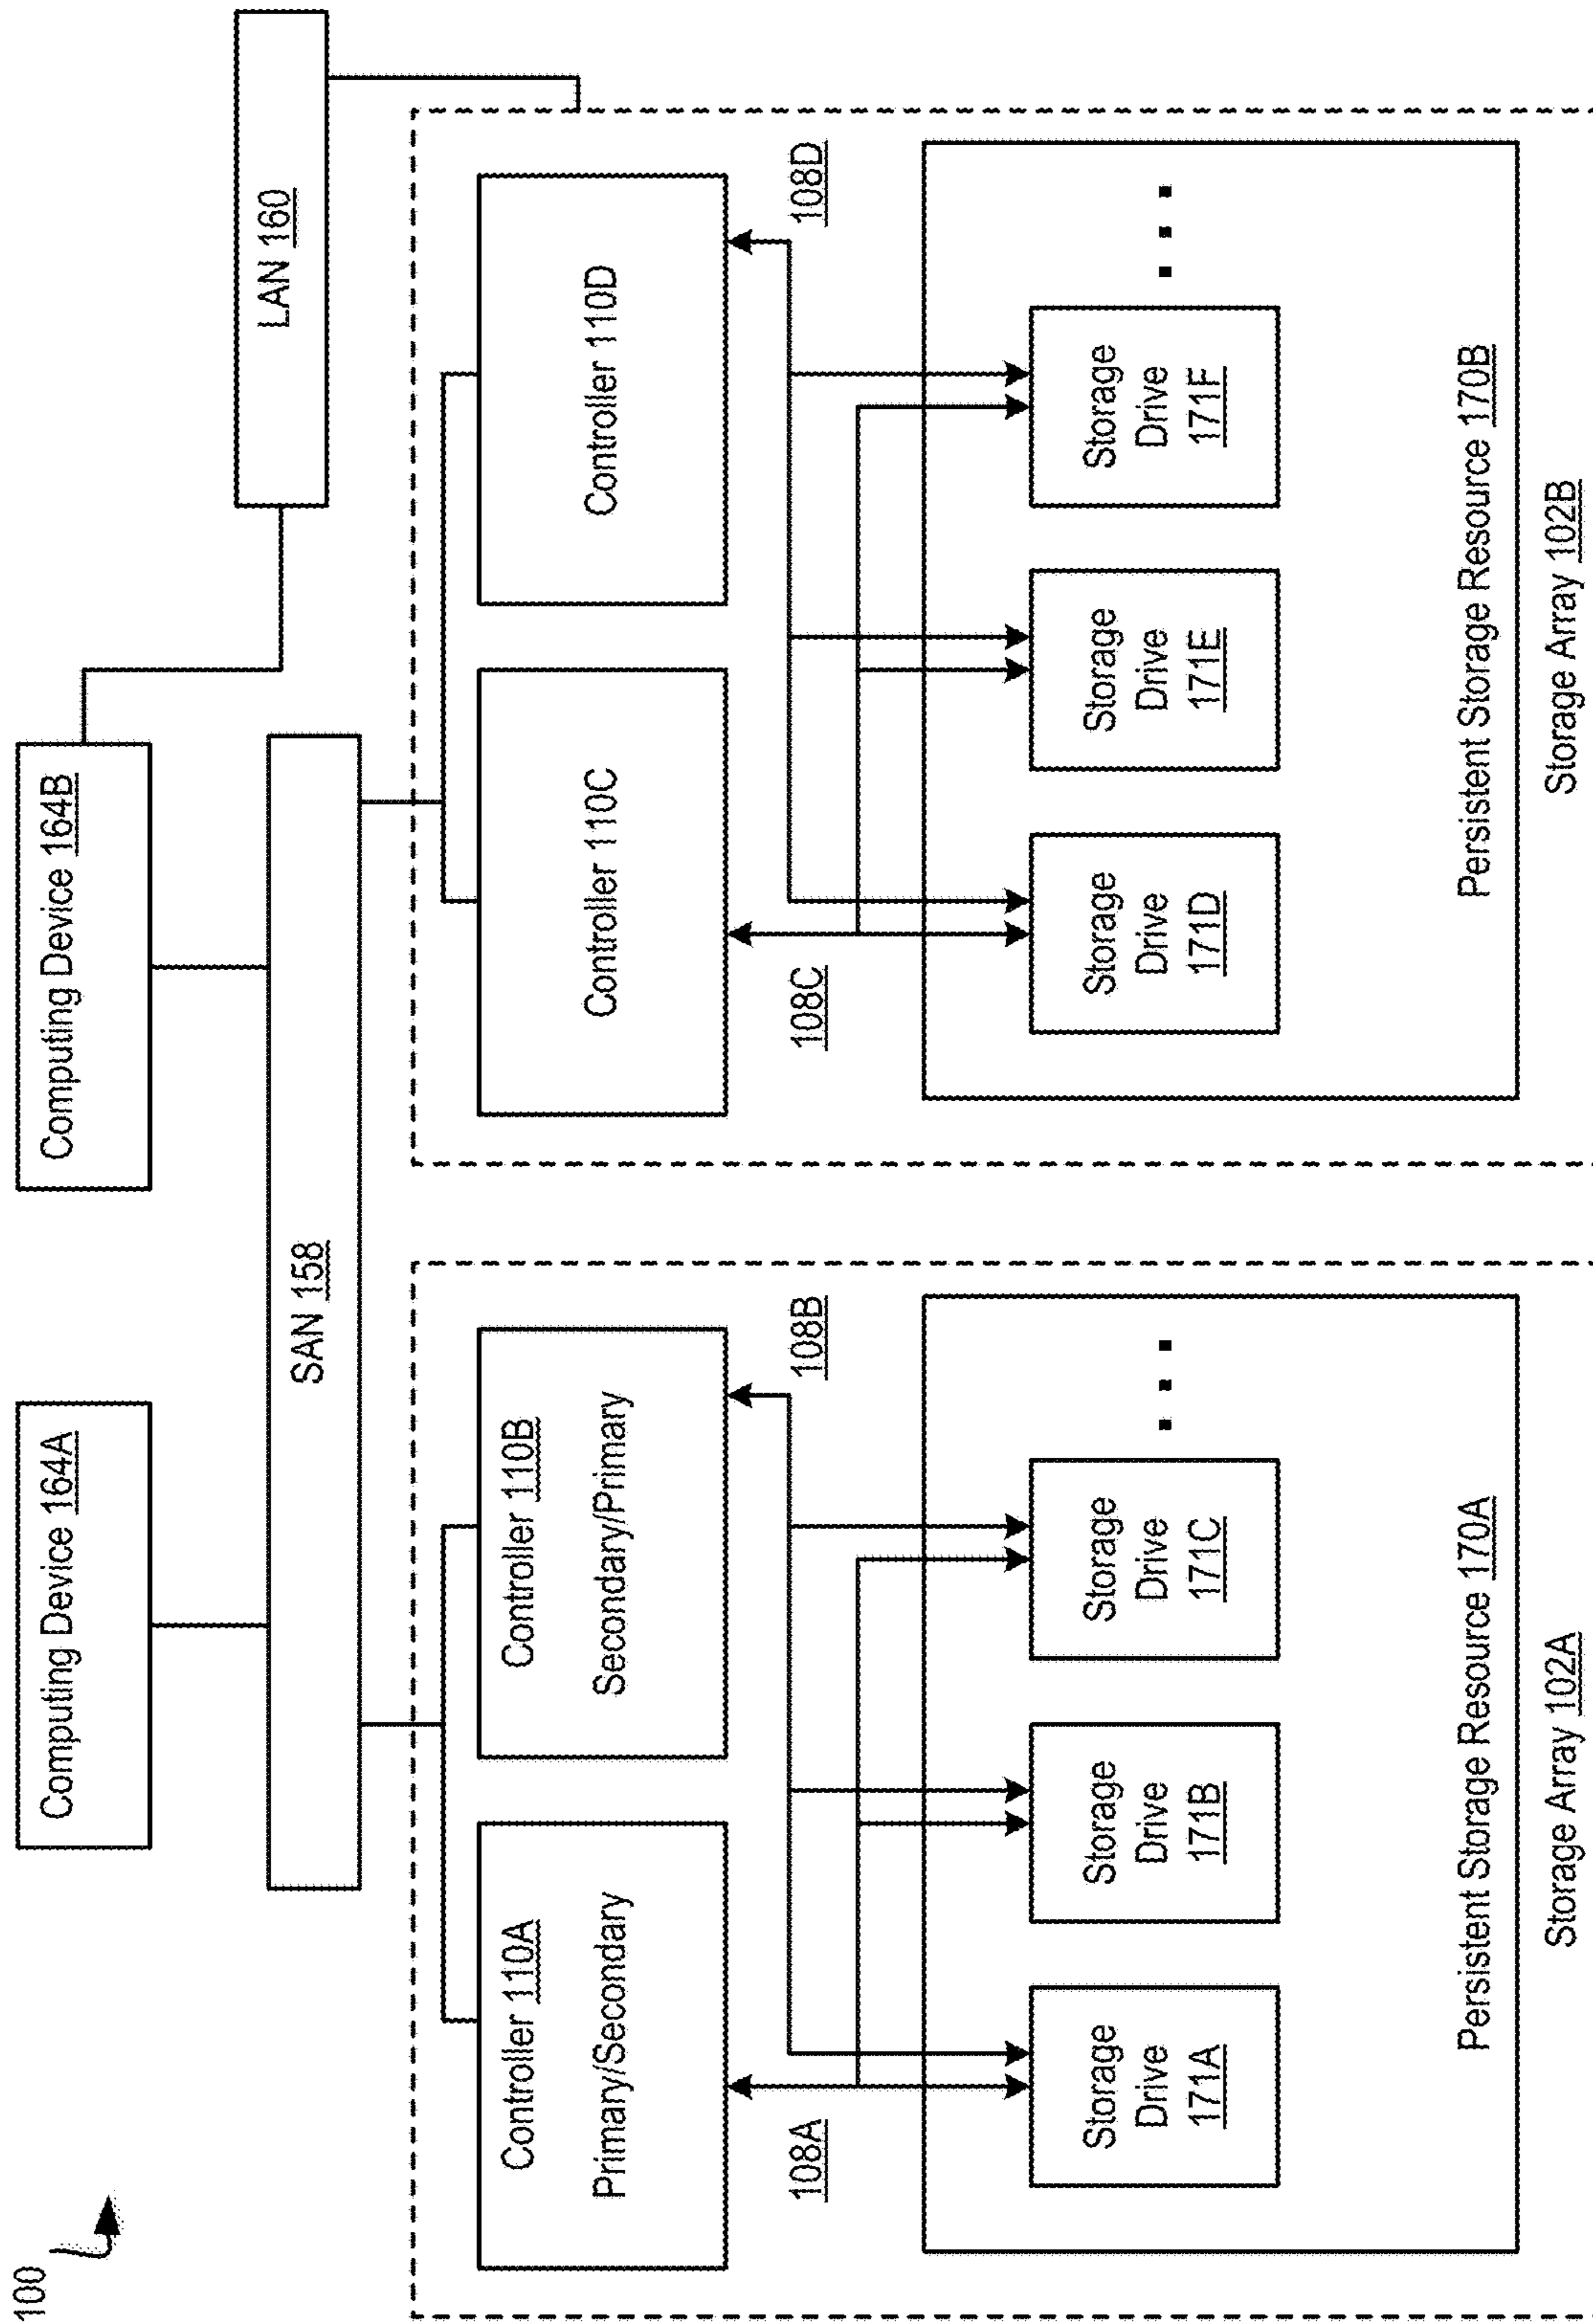 100
Computing Device 164A
Computing Device 164B
SAN 158
LAN 160
Controller 110A
Primary/Secondary
Controller 110B
Secondary/Primary
Controller 110C
Controller 110D
108A
108B
108C
108D
Storage
Drive
171A
Storage
Drive
171B
Storage
Drive
171C
Storage
Drive
171D
Storage
Drive
171E
Storage
Drive
171F
Persistent Storage Resource 170A
Persistent Storage Resource 170B
Storage Array 102A
Storage Array 102B